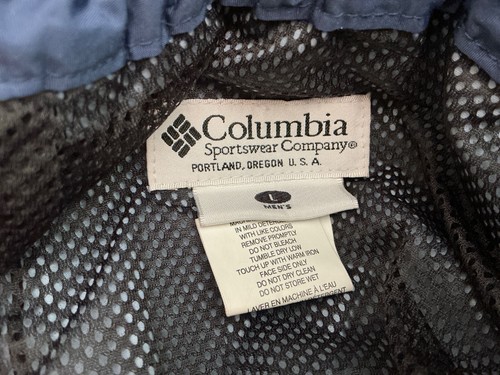 Columbia
Sportswear Company®
PORTLAND, OREGON U. S. A.
L
MEN'S
IN MILD DETER
WITH LIKE COLORS
REMOVE PROMPTLY
DO NOT BLEACH
TUMBLE DRY LOW
TOUCH UP WITH WARM IRON
FACE SIDE ONLY
DO NOT DRY CLEAN
DO NOT STORE WET
LAVER EN MACHINE À L'EAU